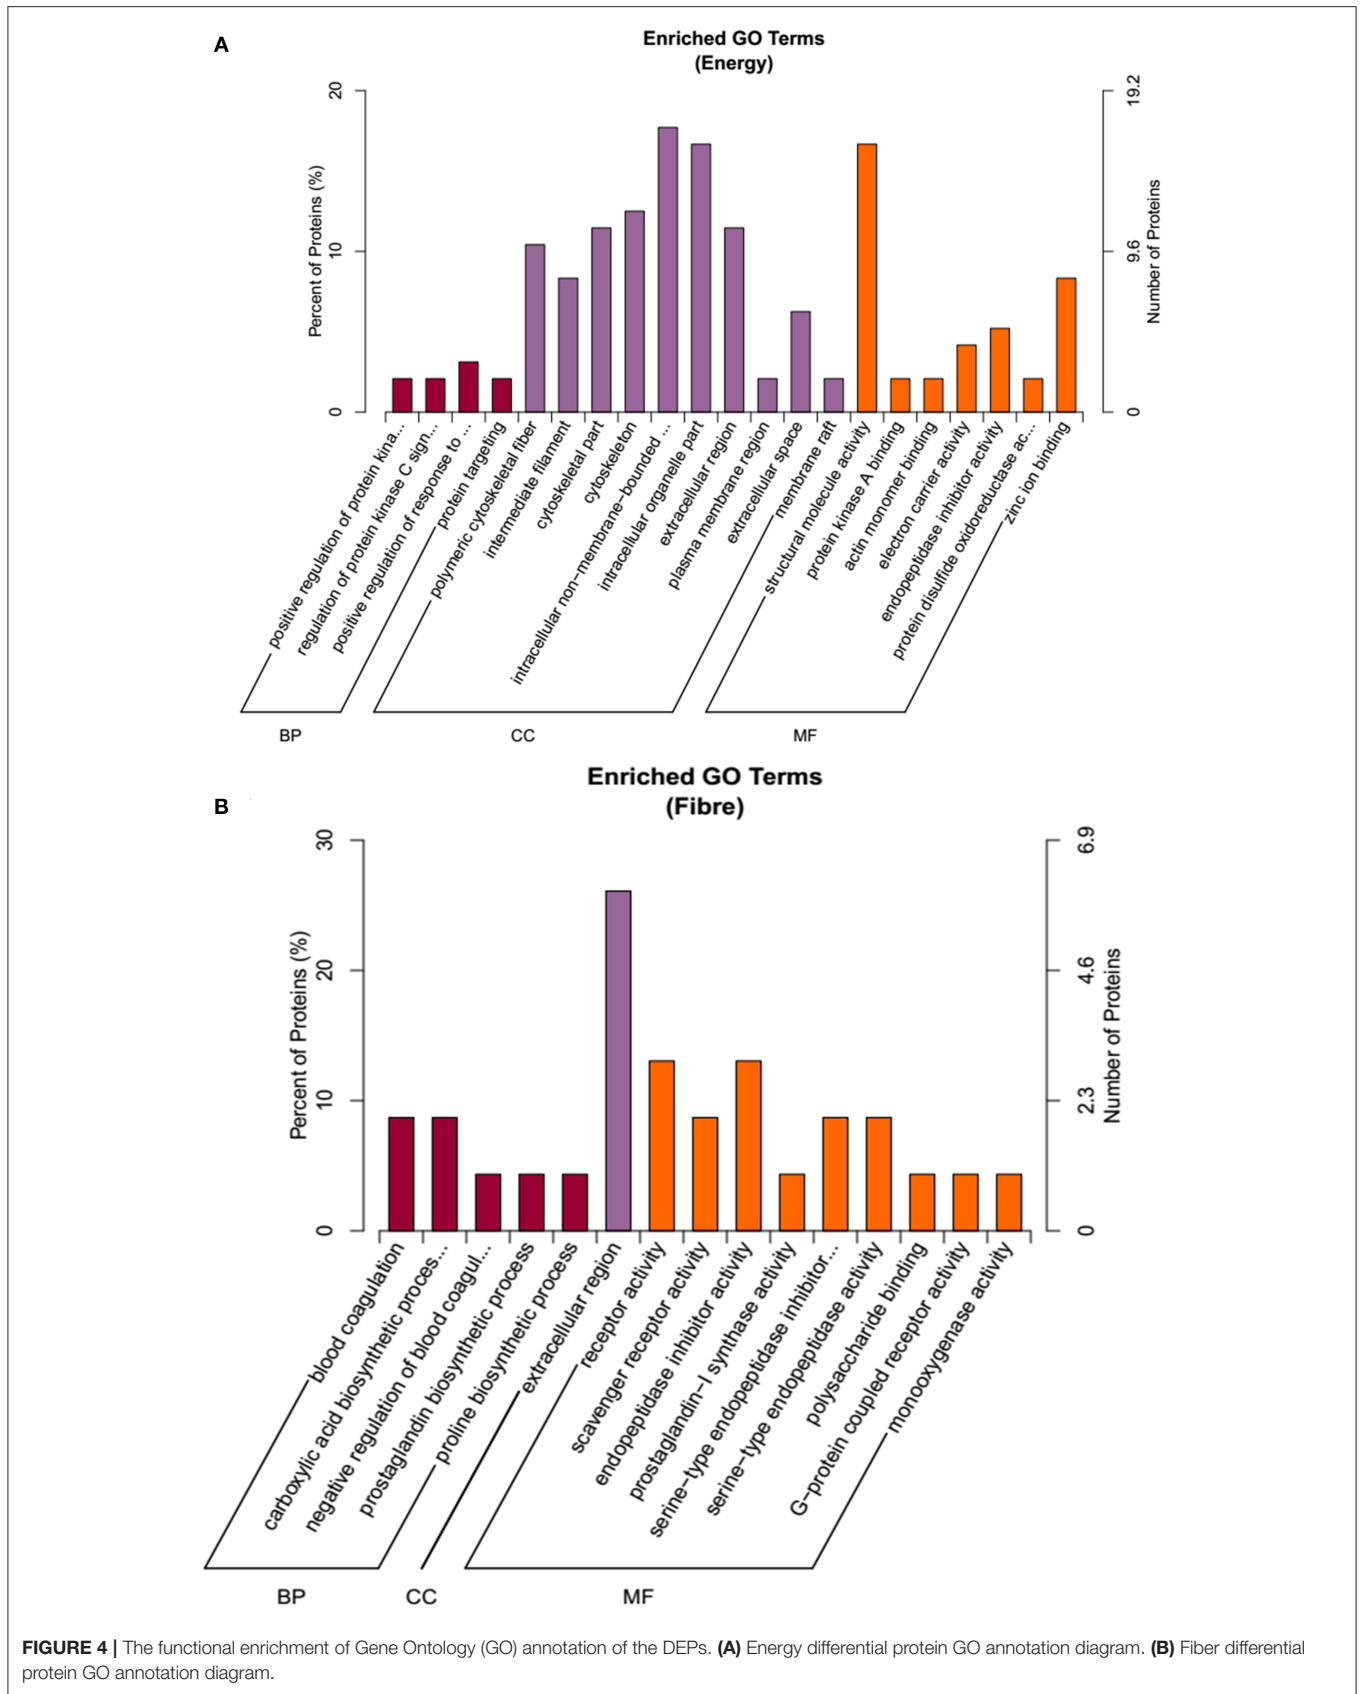 A
Enriched GO Terms
(Energy)
Percent of Proteins (%)
20
10
0
19.2
9.6
0
Number of Proteins
positive regulation of protein kina...
regulation of protein kinase C sign...
positive regulation of response to ...
protein targeting
polymeric cytoskeletal fiber
intermediate filament
cytoskeletal part
cytoskeleton
intracellular non−membrane−bounded ...
intracellular organelle part
extracellular region
plasma membrane region
extracellular space
membrane raft
structural molecule activity
protein kinase A binding
actin monomer binding
electron carrier activity
endopeptidase inhibitor activity
protein disulfide oxidoreductase ac...
zinc ion binding
BP
CC
MF
B
Enriched GO Terms
(Fibre)
Percent of Proteins (%)
30
20
10
0
6.9
4.6
2.3
0
Number of Proteins
blood coagulation
carboxylic acid biosynthetic proces...
negative regulation of blood coagul...
prostaglandin biosynthetic process
proline biosynthetic process
extracellular region
receptor activity
scavenger receptor activity
endopeptidase inhibitor activity
prostaglandin−I synthase activity
serine−type endopeptidase inhibitor...
serine−type endopeptidase activity
polysaccharide binding
G−protein coupled receptor activity
monooxygenase activity
BP
CC
MF
FIGURE 4 | The functional enrichment of Gene Ontology (GO) annotation of the DEPs. (A) Energy differential protein GO annotation diagram. (B) Fiber differential
protein GO annotation diagram.